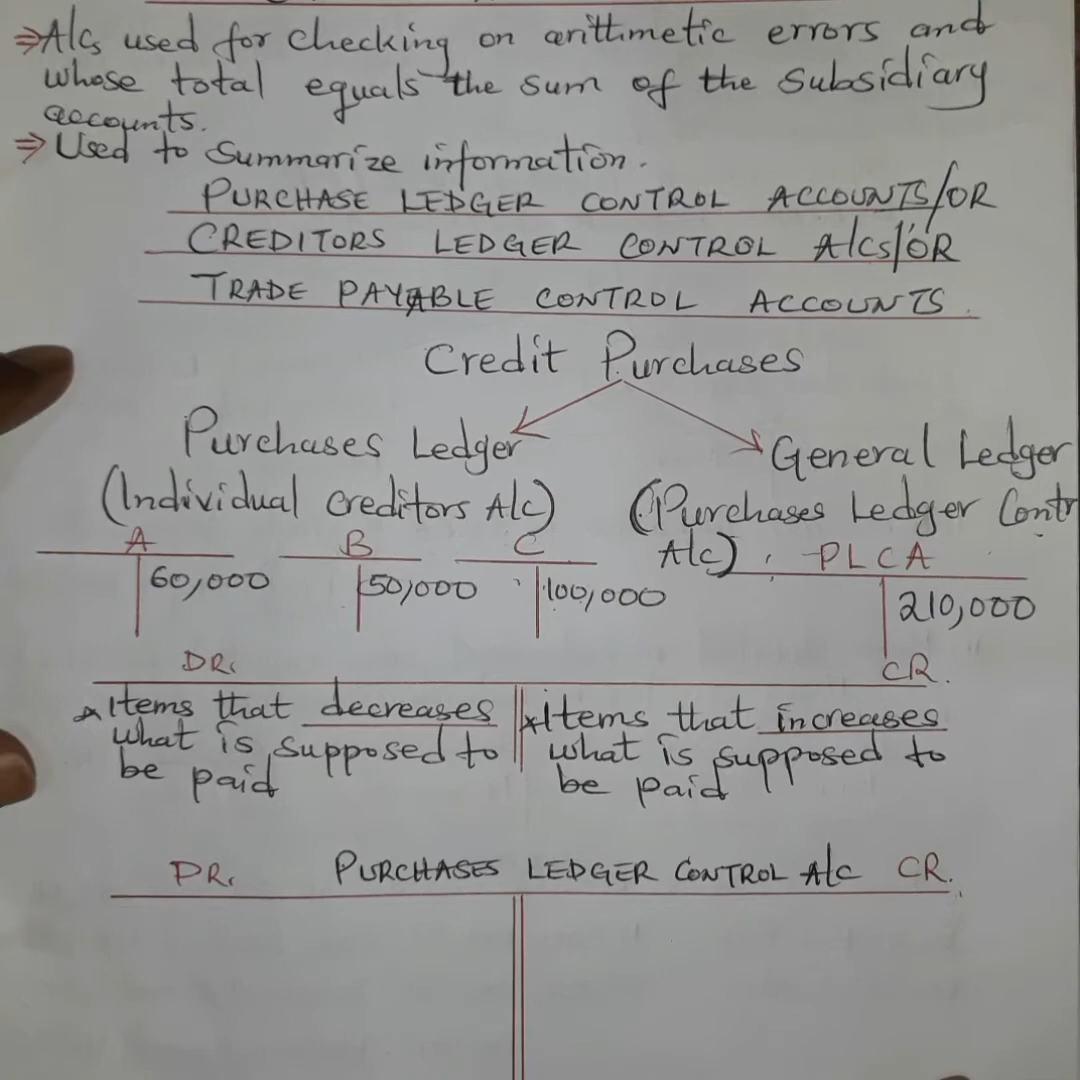 ⇒A/cs used for checking on arithmetic errors and
whose total equals the sum of the subsidiary
accounts.
⇒ Used to summarize information.
PURCHASE LEDGER CONTROL ACCOUNTS/OR
CREDITORS LEDGER CONTROL A/cs/OR
TRADE PAYABLE CONTROL ACCOUNTS.
Credit Purchases
Purchases Ledger
General Ledger
(Individual creditors A/c)
(Purchases Ledger Contr
A/c). PLCA
A B C
60,000 50,000 100,000
210,000
DR. CR.
*Items that decreases
what is supposed to
be paid
*Items that increases
what is supposed to
be paid
DR. PURCHASES LEDGER CONTROL A/c CR.